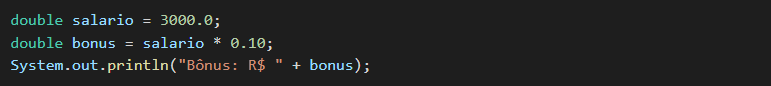 double salario = 3000.0;
double bonus = salario * 0.10;
System.out.println("Bônus: R$ " + bonus);